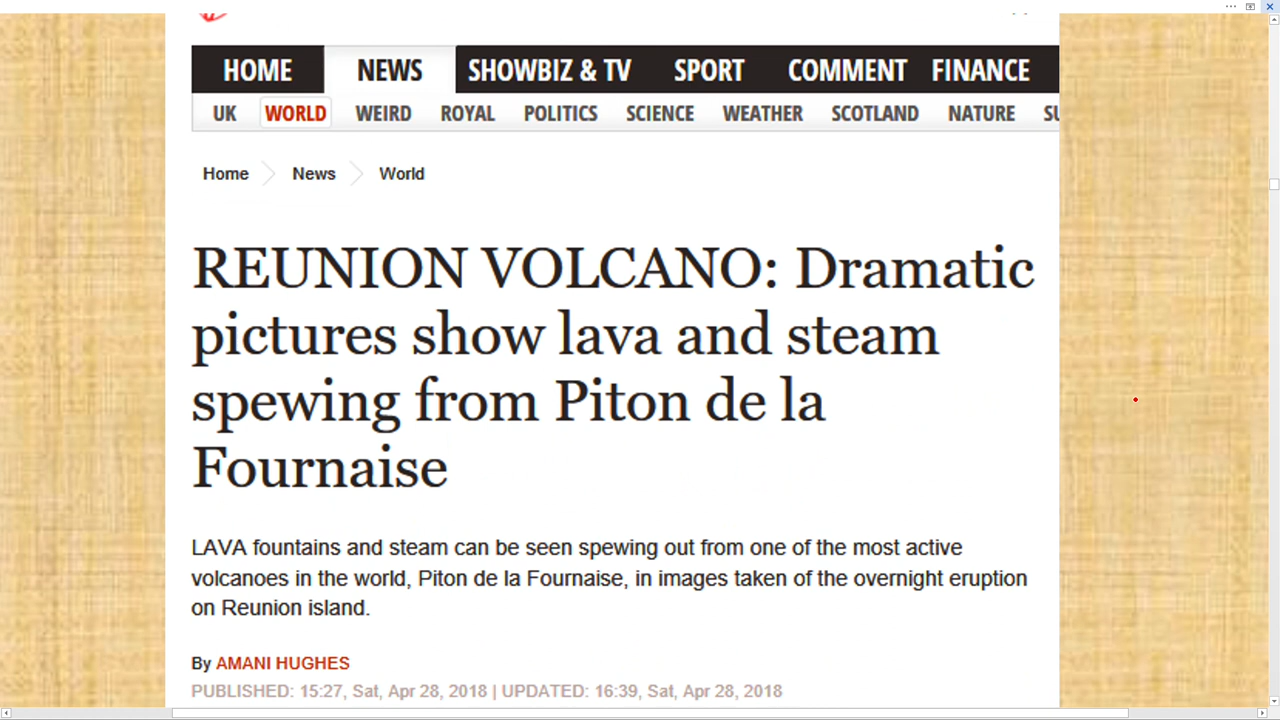 HOME NEWS SHOWBIZ & TV SPORT COMMENT FINANCE
UK WORLD WEIRD ROYAL POLITICS SCIENCE WEATHER SCOTLAND NATURE
Home News World
REUNION VOLCANO: Dramatic
pictures show lava and steam
spewing from Piton de la
Fournaise
LAVA fountains and steam can be seen spewing out from one of the most active
volcanoes in the world, Piton de la Fournaise, in images taken of the overnight eruption
on Reunion island.
By AMANI HUGHES
PUBLISHED: 15:27, Sat, Apr 28, 2018 | UPDATED: 16:39, Sat, Apr 28, 2018